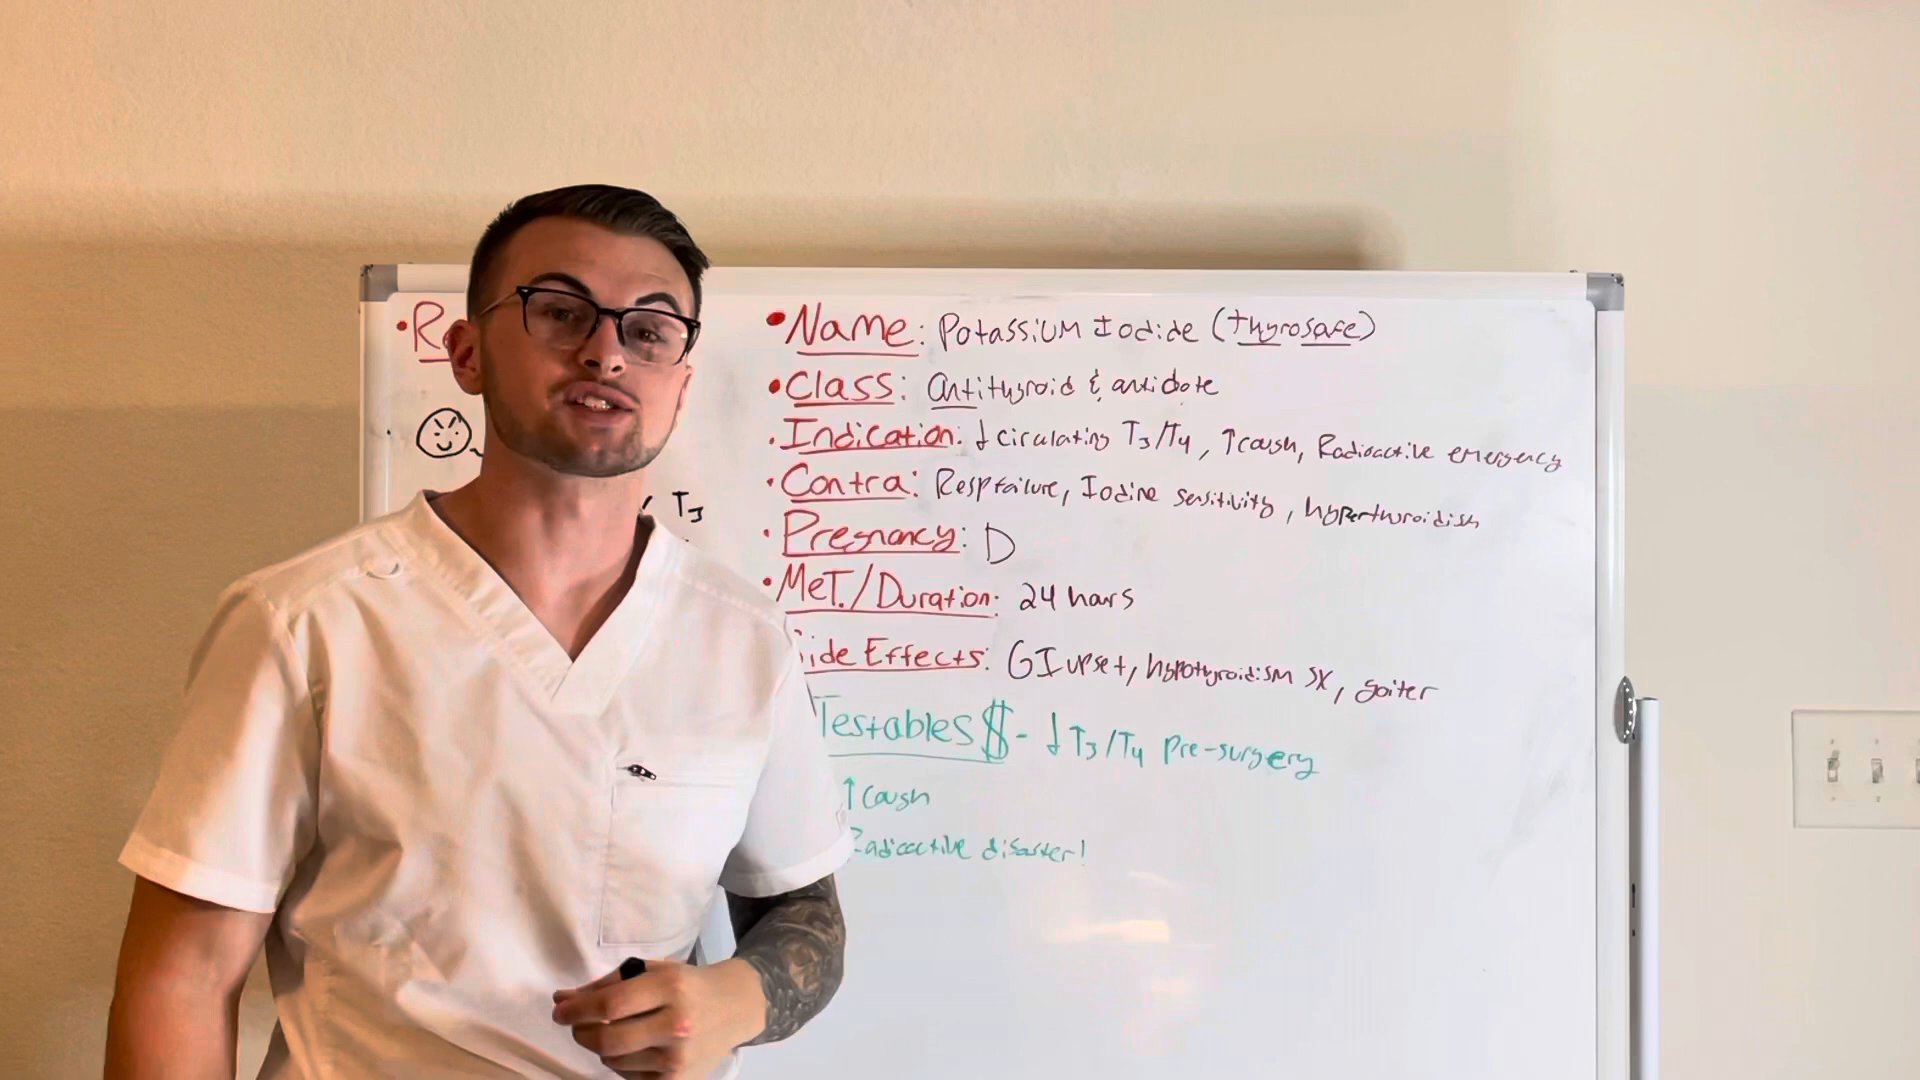 • R
T3
• Name: Potassium Iodide (thyrosafe)
• Class: Antithyroid & antidote
• Indication: ↓ circulating T3/T4, ↑ cough, Radioactive emergency
• Contra: Resp failure, Iodine sensitivity, hyperthyroidism
• Pregnancy: D
• MeT./Duration: 24 hours
ide Effects: GI upset, hypothyroidism sx, goiter
Testables $ - ↓ T3/T4 pre-surgery
↑ Cough
Radioactive disaster!